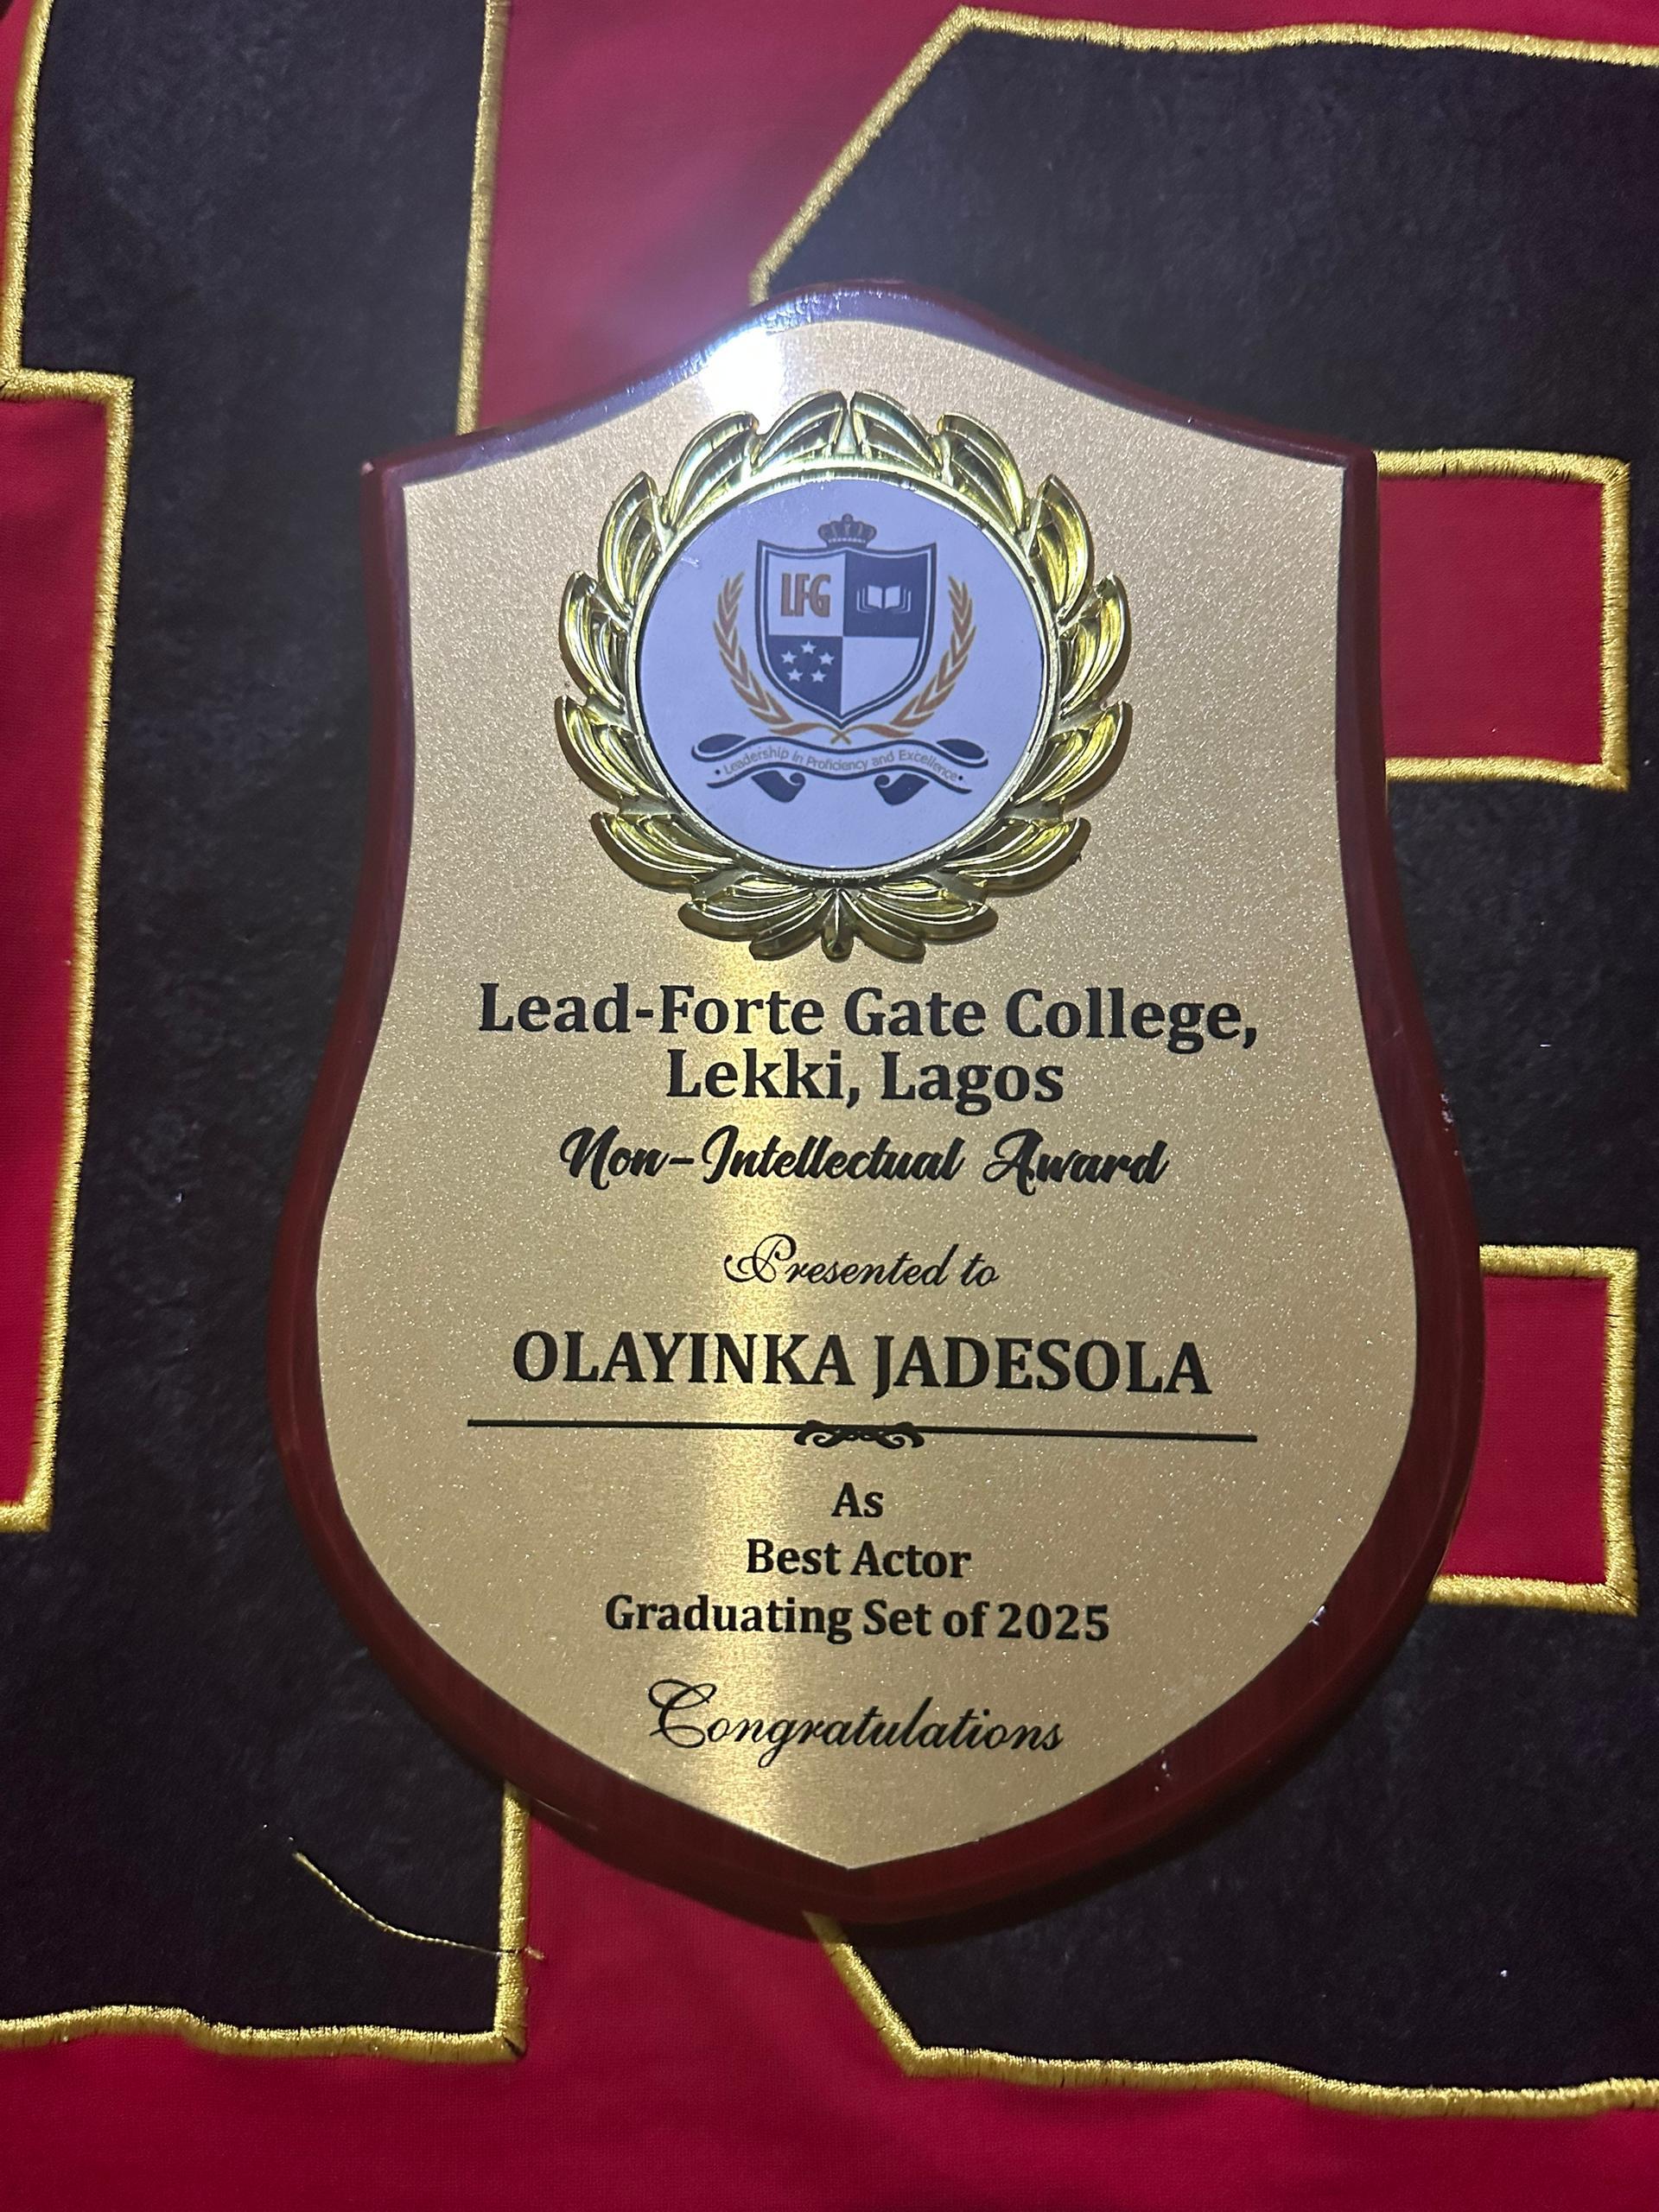 LFG
Leadership in Proficiency and Excellence
Lead-Forte Gate College,
Lekki, Lagos
Non-Intellectual Award
Presented to
OLAYINKA JADESOLA
As
Best Actor
Graduating Set of 2025
Congratulations